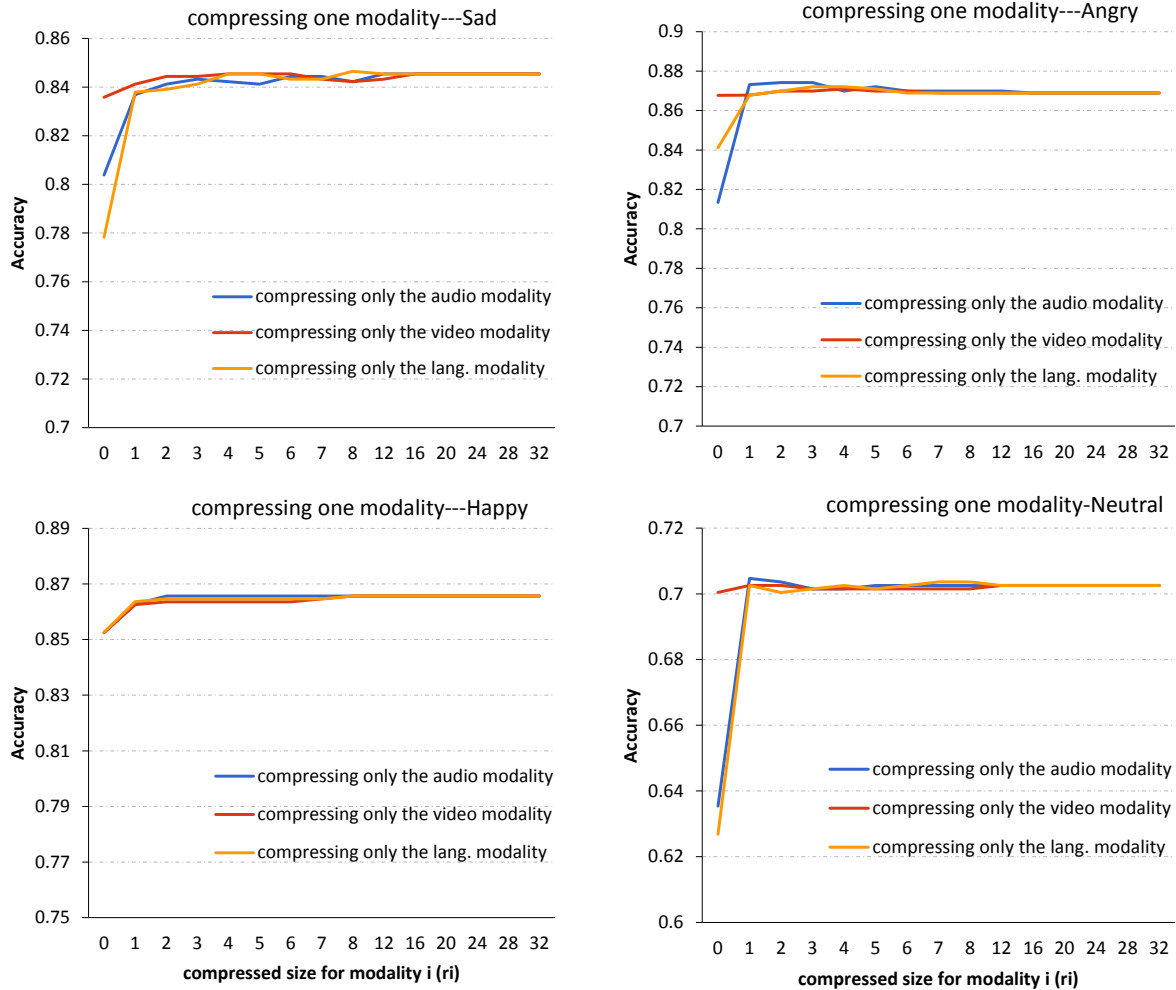 compressing one modality---Sad
0.86
0.84
0.82
0.8
0.78
0.76
0.74
0.72
0.7
Accuracy
compressing only the audio modality
compressing only the video modality
compressing only the lang. modality
0 1 2 3 4 5 6 7 8 12 16 20 24 28 32
compressing one modality---Angry
0.9
0.88
0.86
0.84
0.82
0.8
0.78
0.76
0.74
0.72
0.7
Accuracy
compressing only the audio modality
compressing only the video modality
compressing only the lang. modality
0 1 2 3 4 5 6 7 8 12 16 20 24 28 32
compressing one modality---Happy
0.89
0.87
0.85
0.83
0.81
0.79
0.77
0.75
Accuracy
compressing only the audio modality
compressing only the video modality
compressing only the lang. modality
0 1 2 3 4 5 6 7 8 12 16 20 24 28 32
compressed size for modality i (ri)
compressing one modality-Neutral
0.72
0.7
0.68
0.66
0.64
0.62
0.6
Accuracy
compressing only the audio modality
compressing only the video modality
compressing only the lang. modality
0 1 2 3 4 5 6 7 8 12 16 20 24 28 32
compressed size for modality i (ri)